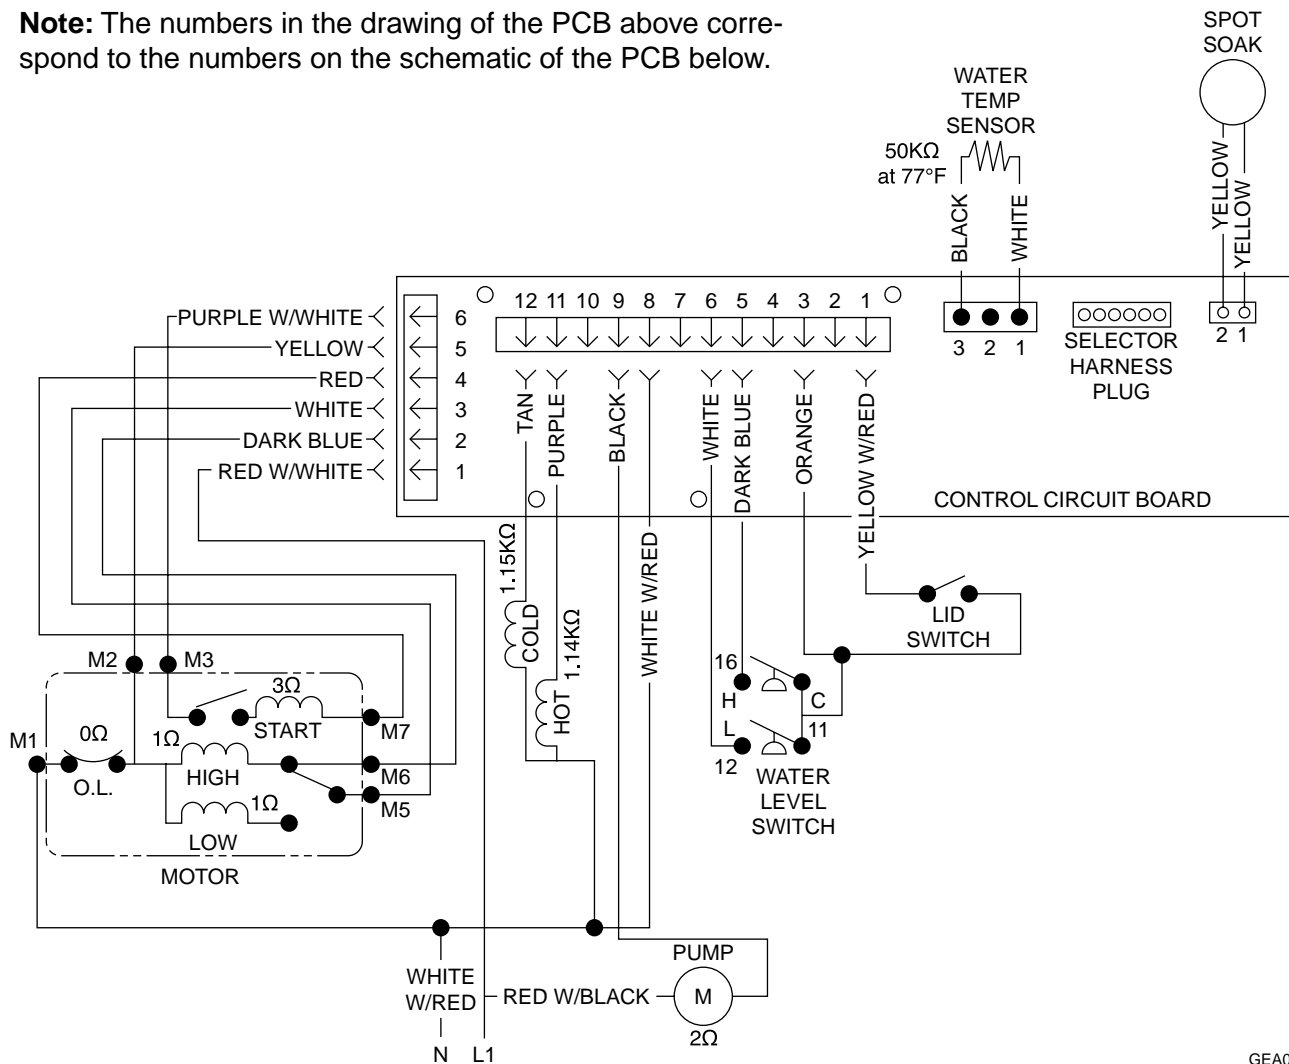 Note: The numbers in the drawing of the PCB above corre-
spond to the numbers on the schematic of the PCB below.
SPOT
SOAK
WATER
TEMP
SENSOR
50KΩ
at 77°F
BLACK
WHITE
YELLOW
YELLOW
PURPLE W/WHITE
YELLOW
RED
WHITE
DARK BLUE
RED W/WHITE
6
5
4
3
2
1
12 11 10 9 8 7 6 5 4 3 2 1
3 2 1
SELECTOR
HARNESS
PLUG
2 1
TAN
PURPLE
BLACK
WHITE W/RED
WHITE
DARK BLUE
ORANGE
YELLOW W/RED
CONTROL CIRCUIT BOARD
1.15KΩ
COLD
1.14KΩ
HOT
LID
SWITCH
16
H
C
L
11
12
WATER
LEVEL
SWITCH
M2
M3
3Ω
START
M7
M1
0Ω
O.L.
1Ω
HIGH
M6
M5
1Ω
LOW
MOTOR
WHITE
W/RED
RED W/BLACK
PUMP
M
2Ω
N
L1
GEA0